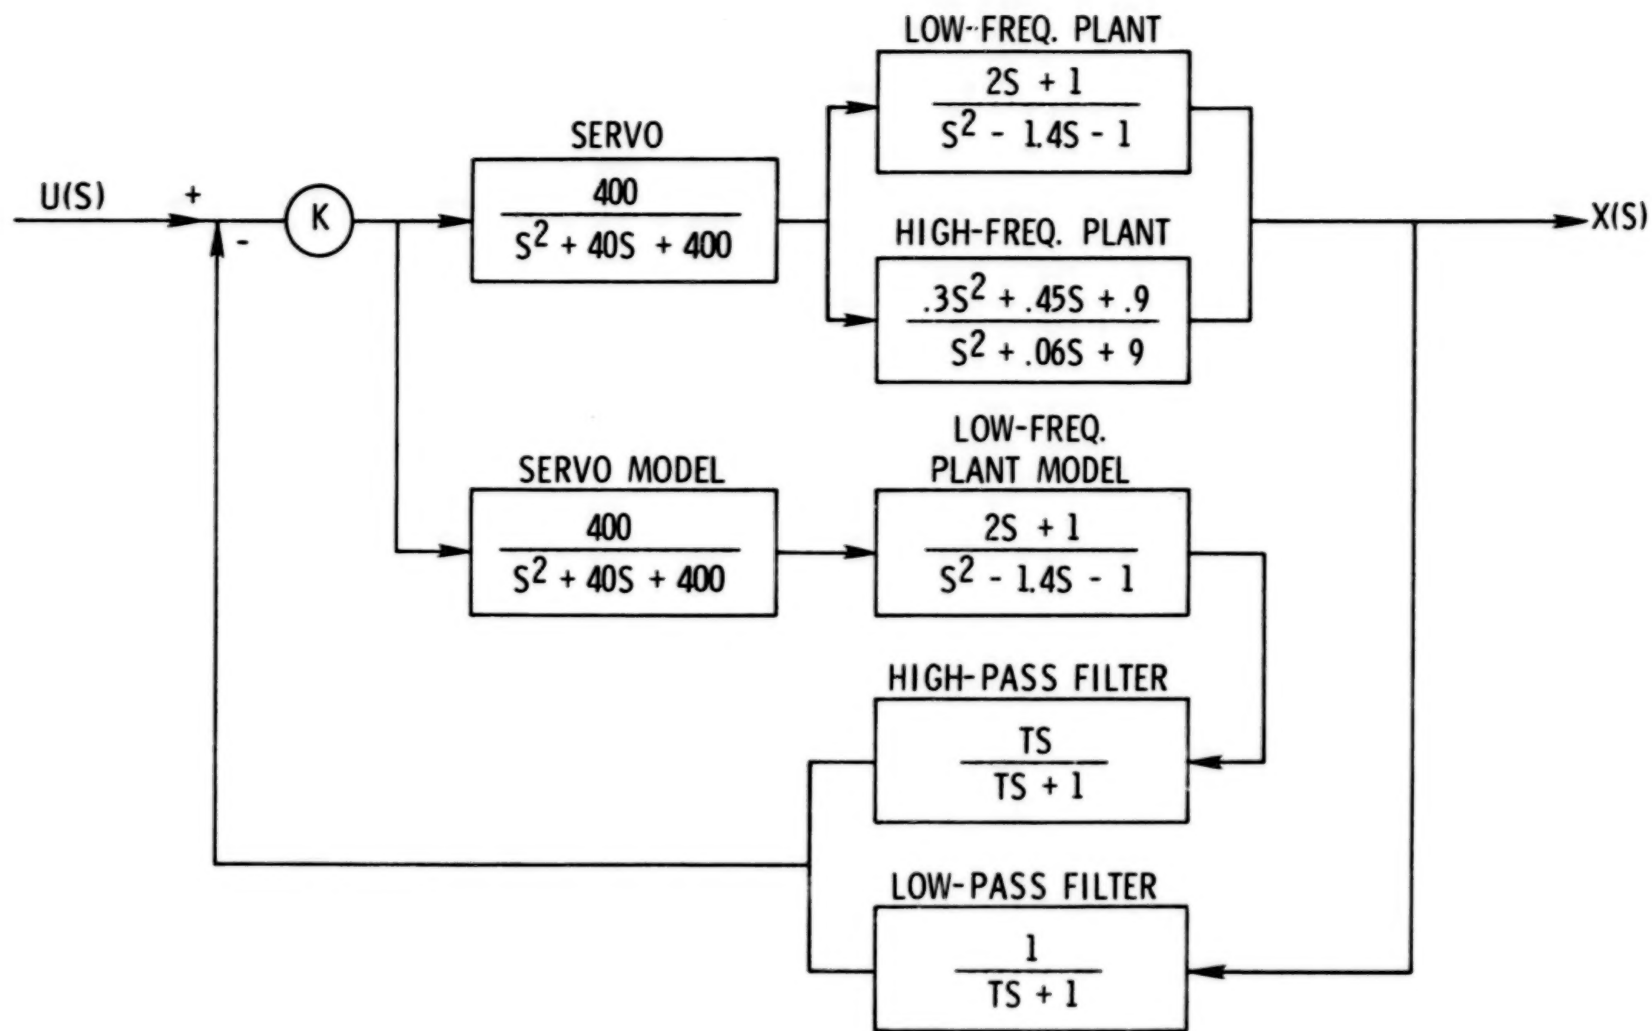 LOW-FREQ. PLANT
2S + 1
S² - 1.4S - 1
SERVO
400
S² + 40S + 400
U(S)
+
-
K
HIGH-FREQ. PLANT
.3S² + .45S + .9
S² + .06S + 9
X(S)
LOW-FREQ.
PLANT MODEL
SERVO MODEL
400
S² + 40S + 400
2S + 1
S² - 1.4S - 1
HIGH-PASS FILTER
TS
TS + 1
LOW-PASS FILTER
1
TS + 1